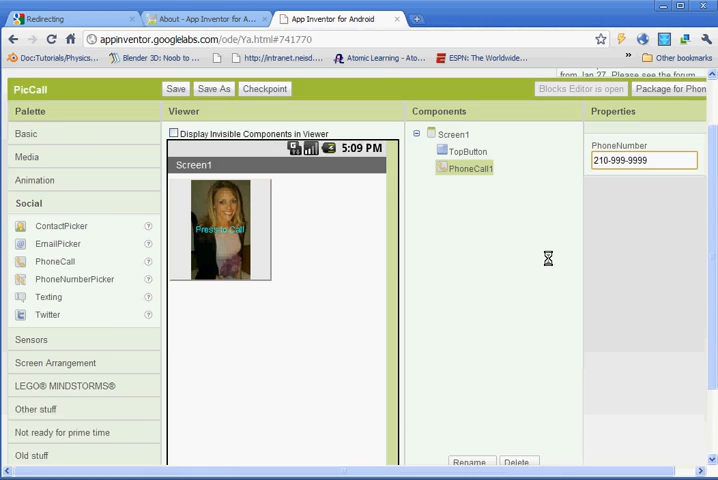 Redirecting
About - App Inventor for A...
App Inventor for Android
appinventor.googlelabs.com/ode/Ya.html#741770
Doc:Tutorials/Physics...
Blender 3D: Noob to ...
http://intranet.neisd...
Atomic Learning - Ato...
ESPN: The Worldwide...
Other bookmarks
from Jan 27. Please see the forum
PicCall
Save
Save As
Checkpoint
Blocks Editor is open
Package for Phon
Palette
Viewer
Components
Properties
Basic
Media
Animation
Social
ContactPicker
EmailPicker
PhoneCall
PhoneNumberPicker
Texting
Twitter
Sensors
Screen Arrangement
LEGO® MINDSTORMS®
Other stuff
Not ready for prime time
Old stuff
Display Invisible Components in Viewer
5:09 PM
Screen1
Press to Call
Screen1
TopButton
PhoneCall1
Rename...
Delete...
PhoneNumber
210-999-9999